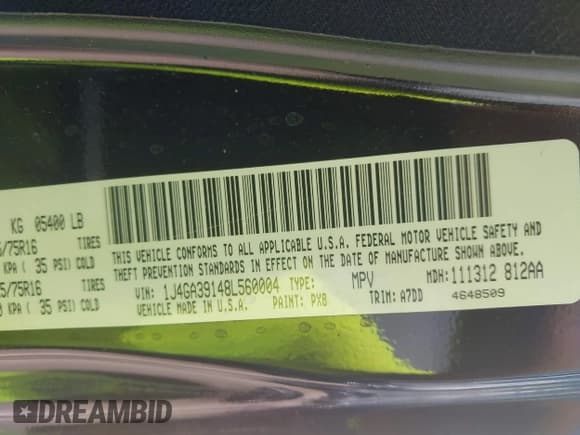 KG 05400 LB
/75R16 TIRES
KPA ( 35 PSI) COLD
5/75R16 TIRES
KPA ( 35 PSI) COLD
THIS VEHICLE CONFORMS TO ALL APPLICABLE U.S.A. FEDERAL MOTOR VEHICLE SAFETY AND
THEFT PREVENTION STANDARDS IN EFFECT ON THE DATE OF MANUFACTURE SHOWN ABOVE.
VIN: 1J4GA39148L560004 TYPE: MPV MDH: 111312 812AA
VEHICLE MADE IN U.S.A. PAINT: PX8 TRIM: A7DD 4648509
DREAMBID